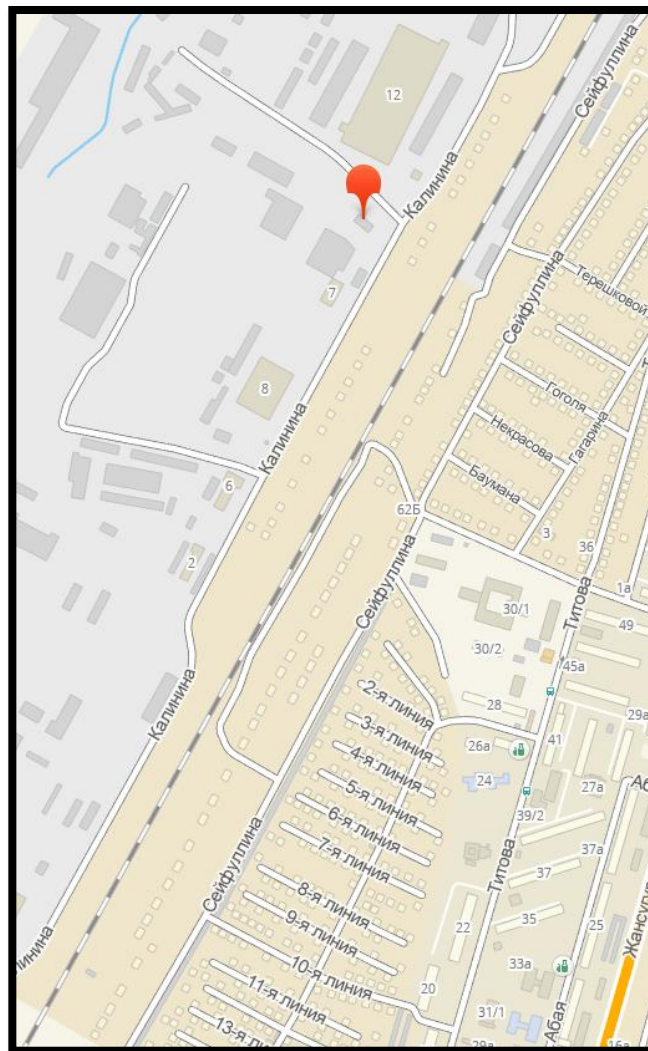 Сейфуллина
12
Калинина
Терешковой
Сейфуллина
7
Гоголя
8
Гагарина
Некрасова
Калинина
Баумана
6
62Б
3
36
2
Сейфуллина
1а
30/1
Титова
49
30/2
45а
2-я линия
28
29а
Калинина
3-я линия
26а
41
4-я линия
24
27а
5-я линия
39/2
6-я линия
37а
7-я линия
Сейфуллина
Титова
37
8-я линия
22
35
25
9-я линия
33а
10-я линия
20
11-я линия
31/1
Абая
13-я линия
29а
16а